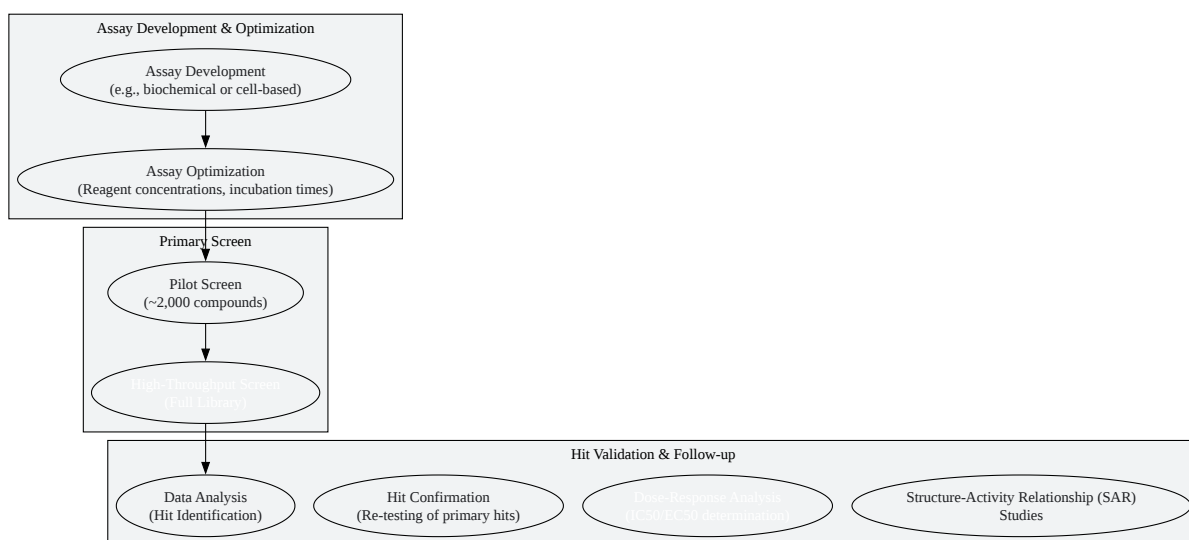 Assay Development & Optimization
Assay Development
(e.g., biochemical or cell-based)
Assay Optimization
(Reagent concentrations, incubation times)
Primary Screen
Pilot Screen
(~2,000 compounds)
High-Throughput Screen
(Full Library)
Hit Validation & Follow-up
Data Analysis
(Hit Identification)
Hit Confirmation
(Re-testing of primary hits)
Dose-Response Analysis
(IC50/EC50 determination)
Structure-Activity Relationship (SAR)
Studies